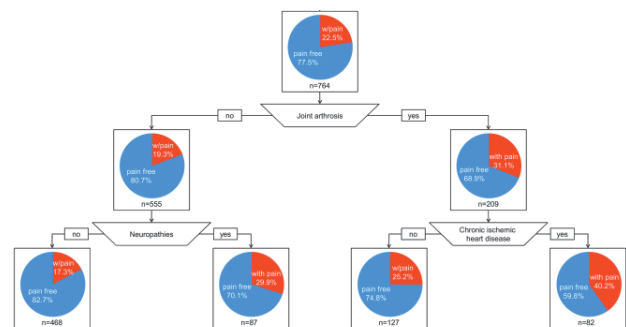 w/pain
22.5%
pain free
77.5%
n=764
no
Joint arthrosis
yes
w/pain
19.3%
pain free
80.7%
n=555
with pain
31.1%
pain free
68.9%
n=209
no
Neuropathies
yes
no
Chronic ischemic
heart disease
yes
w/pain
17.3%
pain free
82.7%
n=468
with pain
29.9%
pain free
70.1%
n=87
w/pain
25.2%
pain free
74.8%
n=127
with pain
40.2%
pain free
59.8%
n=82